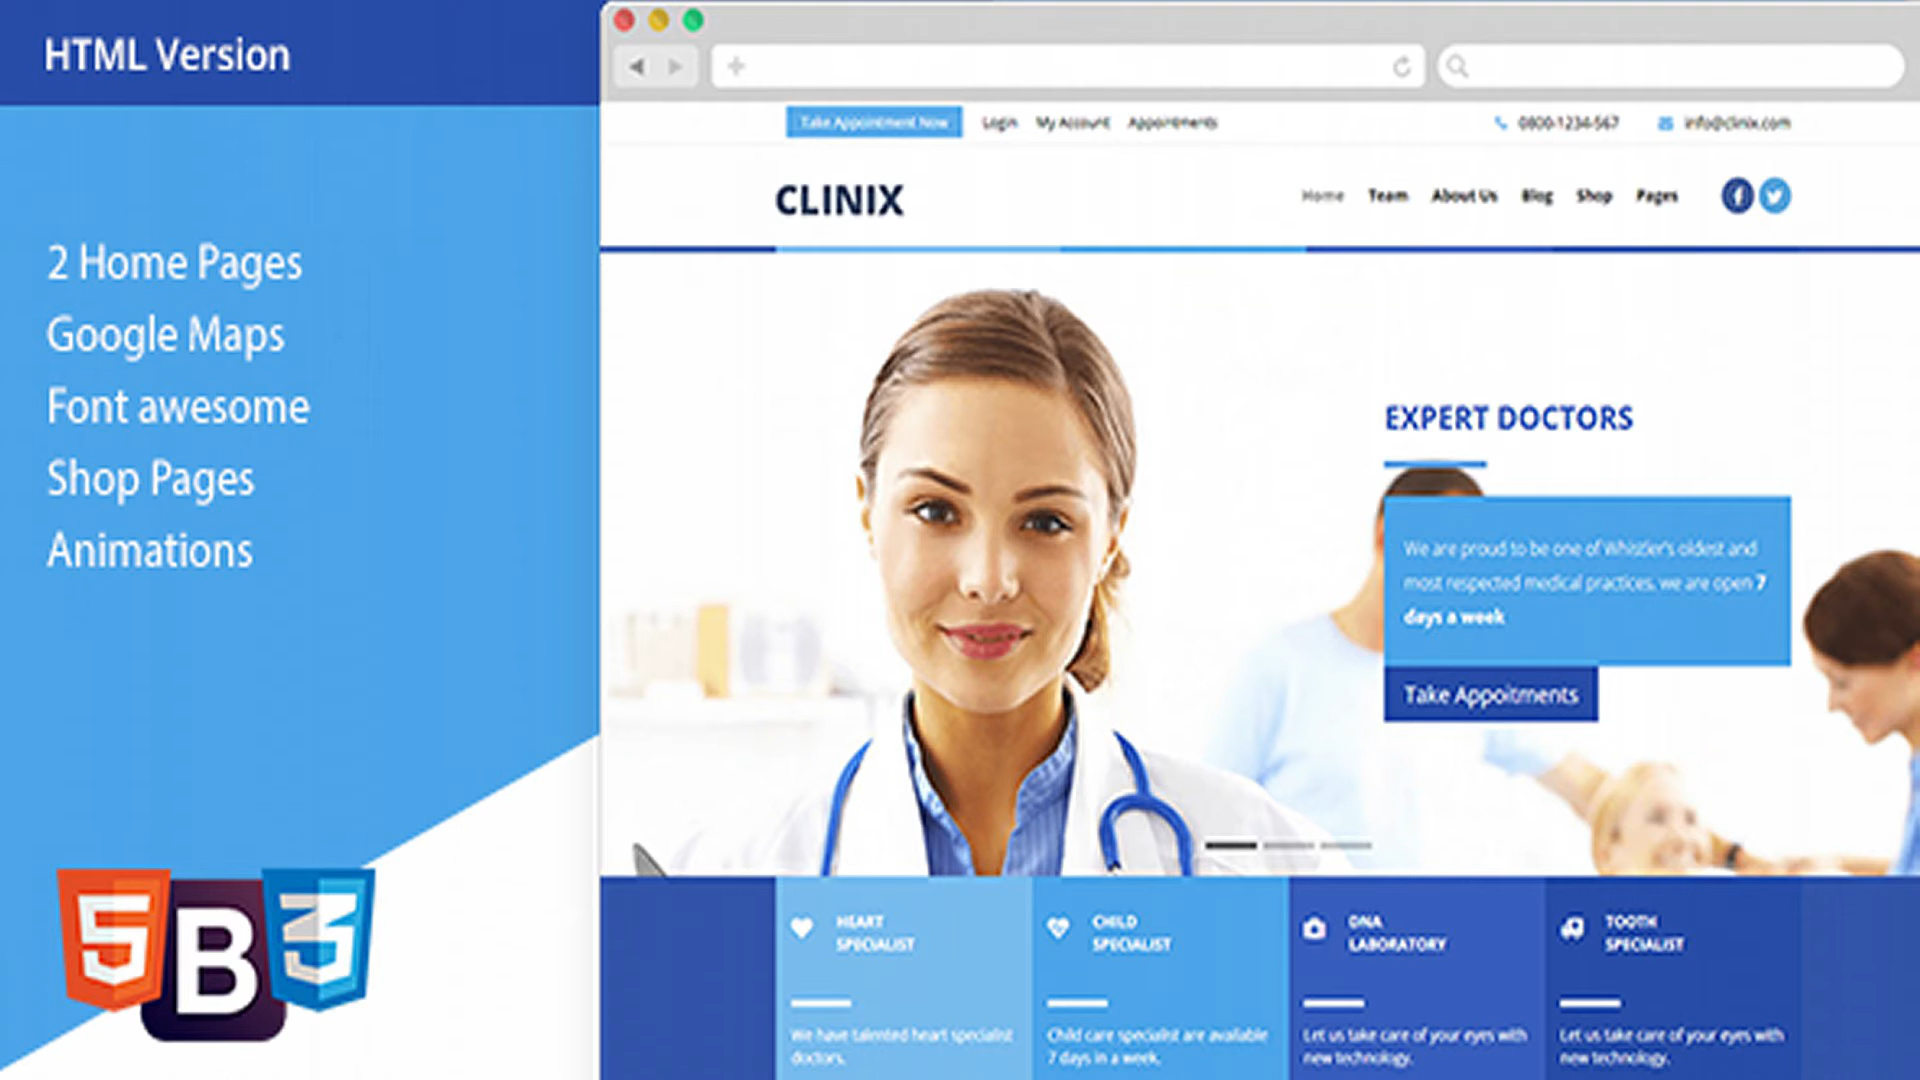 HTML Version
2 Home Pages
Google Maps
Font awesome
Shop Pages
Animations
5 B 3
Take Appointment Now Login My Account Appointments 0800-1234-567 info@clinix.com
CLINIX
Home Team About Us Blog Shop Pages
EXPERT DOCTORS
We are proud to be one of Whistler's oldest and
most respected medical practices, we are open 7
days a week
Take Appoitments
HEART
SPECIALIST
We have talented heart specialist
doctors.
CHILD
SPECIALIST
Child care specialist are available
7 days in a week.
DNA
LABORATORY
Let us take care of your eyes with
new technology.
TOOTH
SPECIALIST
Let us take care of your eyes with
new technology.